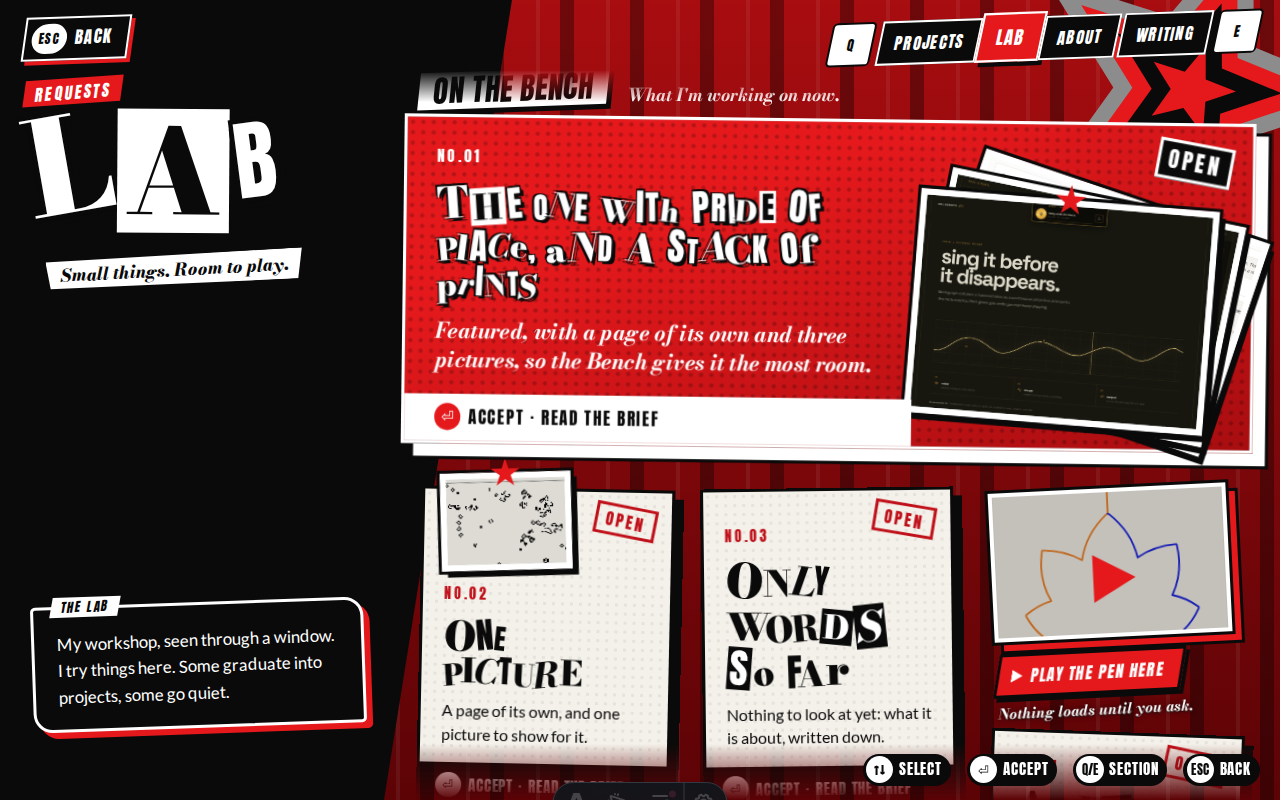 ESC BACK
Q
PROJECTS
LAB
ABOUT
WRITING
E
REQUESTS
LAB
Small things. Room to play.
THE LAB
My workshop, seen through a window.
I try things here. Some graduate into
projects, some go quiet.
ON THE BENCH
What I'm working on now.
NO.01
OPEN
THE ONE WITH PRIDE OF
PLACe, aND A STACK Of
prINTS
Featured, with a page of its own and three
pictures, so the Bench gives it the most room.
ACCEPT · READ THE BRIEF
sing it before
it disappears.
OPEN
NO.02
ONE
PICTURE
A page of its own, and one
picture to show for it.
OPEN
NO.03
ONLY
WORDS
So FAr
Nothing to look at yet: what it
is about, written down.
▶ PLAY THE PEN HERE
Nothing loads until you ask.
↑↓ SELECT
⏎ ACCEPT
Q/E SECTION
ESC BACK